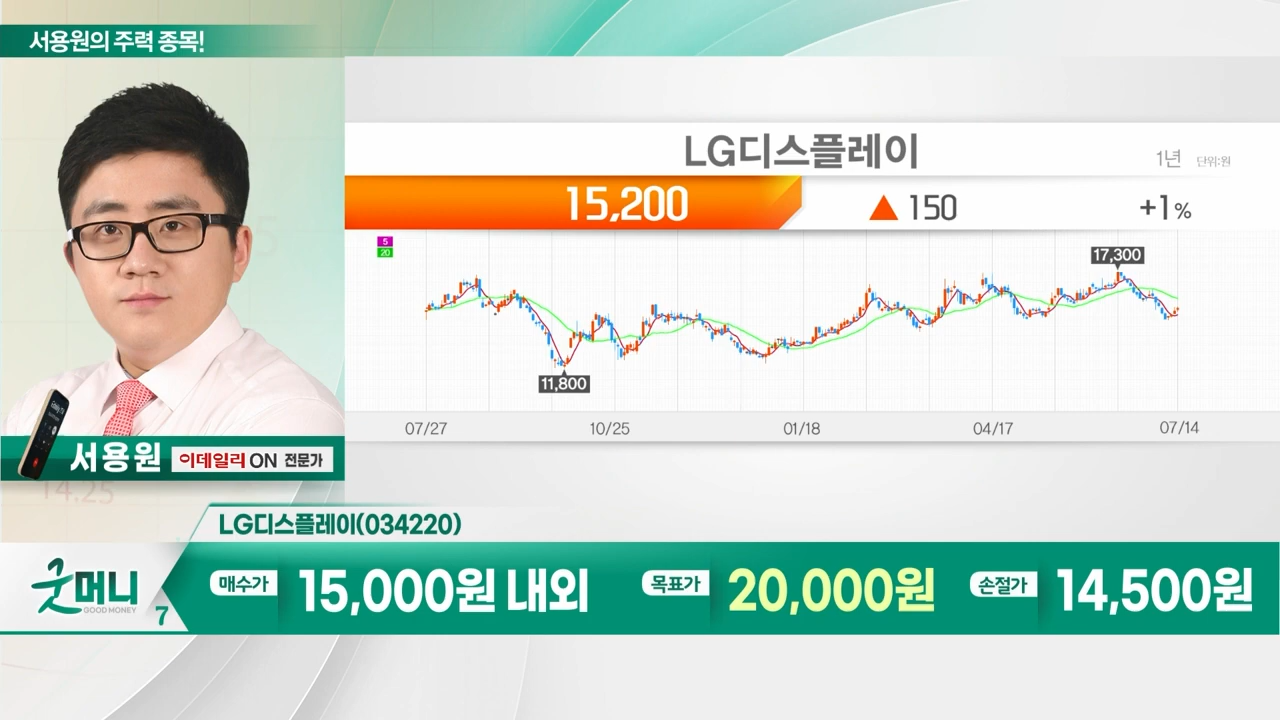 서용원의 주력 종목!
LG디스플레이
1년 단위:원
15,200 ▲ 150 +1%
5
20
17,300
11,800
07/27 10/25 01/18 04/17 07/14
서용원 이데일리 ON 전문가
14.25
LG디스플레이(034220)
굿머니
GOOD MONEY
7
매수가 15,000원 내외 목표가 20,000원 손절가 14,500원